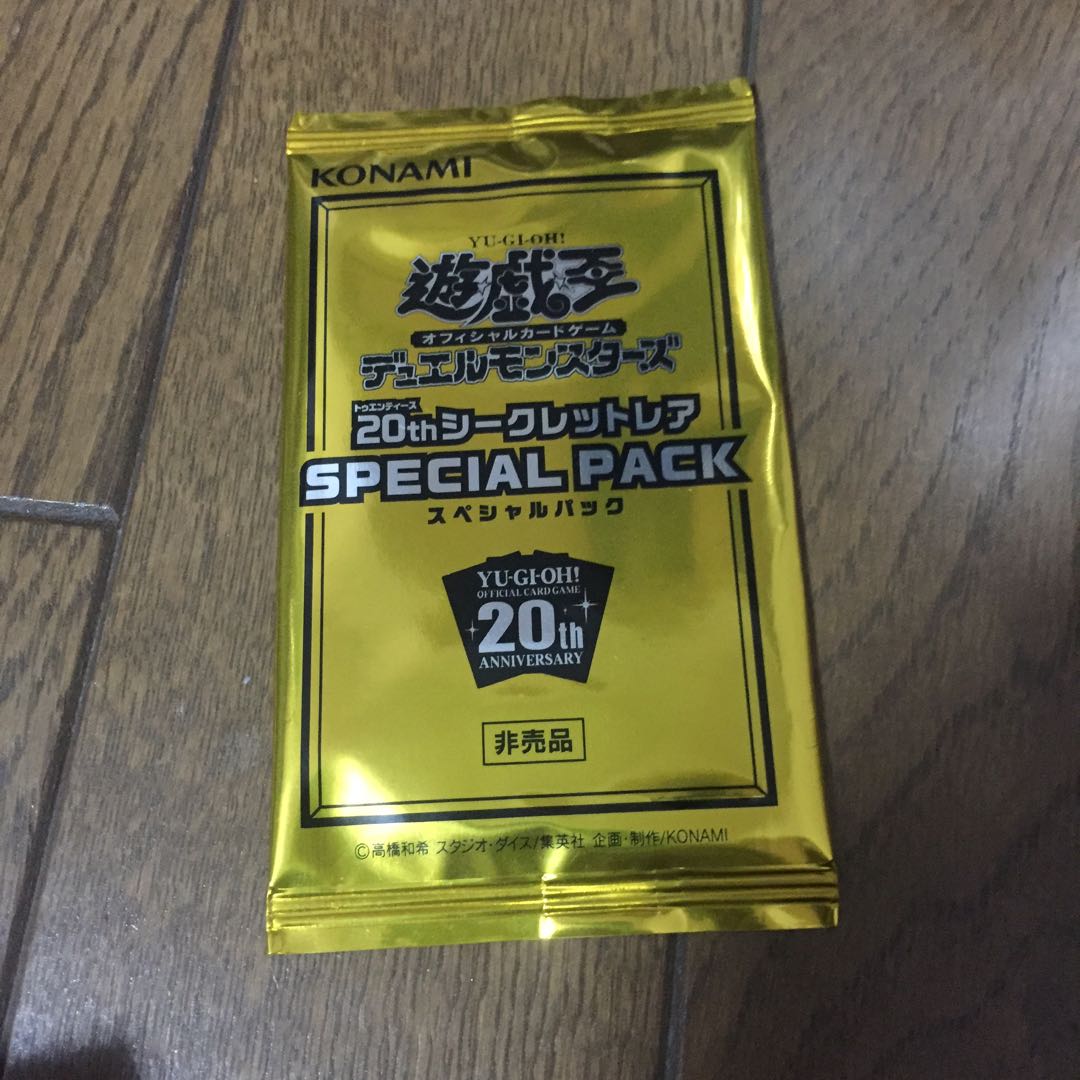 KONAMI
YU-GI-OH!
遊☆戯☆王
オフィシャルカードゲーム
デュエルモンスターズ
トゥエンティース
20thシークレットレア
SPECIAL PACK
スペシャルパック
YU-GI-OH!
OFFICIAL CARD GAME
20th
ANNIVERSARY
非売品
©高橋和希 スタジオ・ダイス/集英社 企画・制作/KONAMI